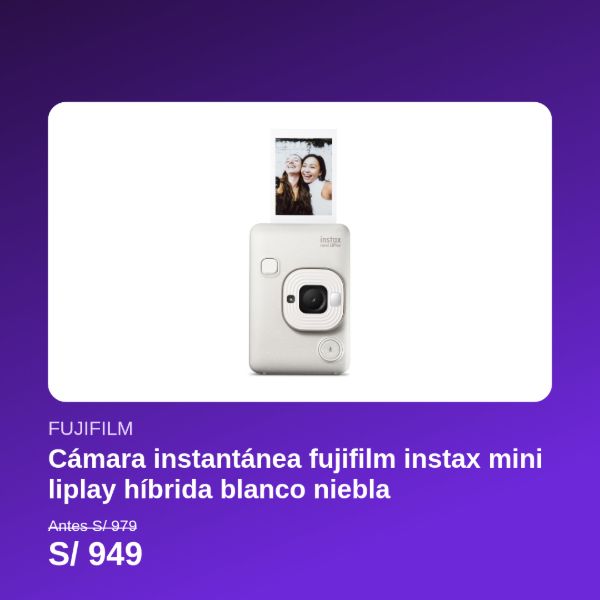 instax
FUJIFILM
Cámara instantánea fujifilm instax mini
liplay híbrida blanco niebla
Antes S/ 979
S/ 949